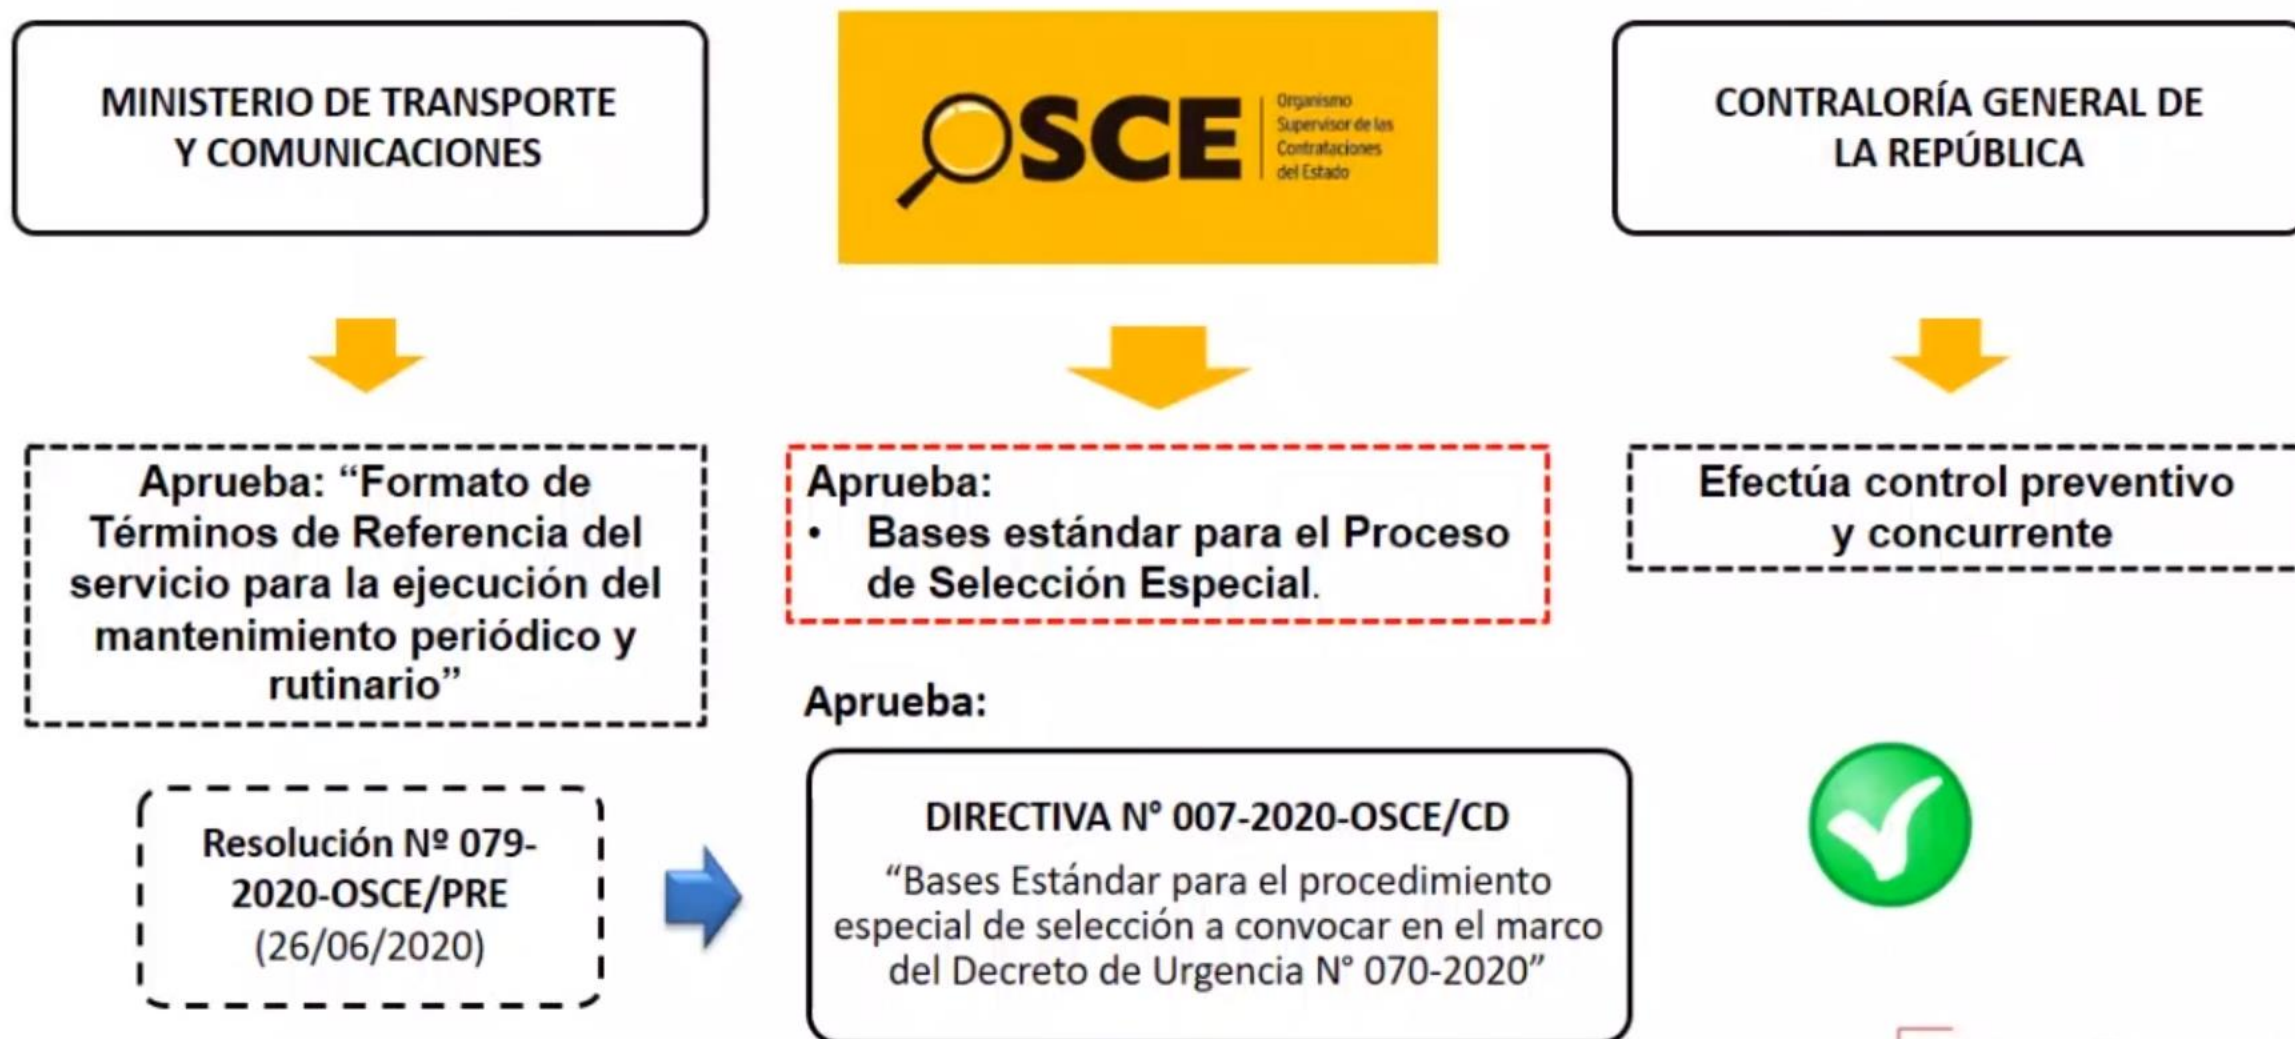 MINISTERIO DE TRANSPORTE
Y COMUNICACIONES
OSCE
Organismo
Supervisor de las
Contrataciones
del Estado
CONTRALORÍA GENERAL DE
LA REPÚBLICA
Aprueba: “Formato de
Términos de Referencia del
servicio para la ejecución del
mantenimiento periódico y
rutinario”
Aprueba:
• Bases estándar para el Proceso
de Selección Especial.
Efectúa control preventivo
y concurrente
Aprueba:
Resolución Nº 079-
2020-OSCE/PRE
(26/06/2020)
DIRECTIVA N° 007-2020-OSCE/CD
“Bases Estándar para el procedimiento
especial de selección a convocar en el marco
del Decreto de Urgencia N° 070-2020”